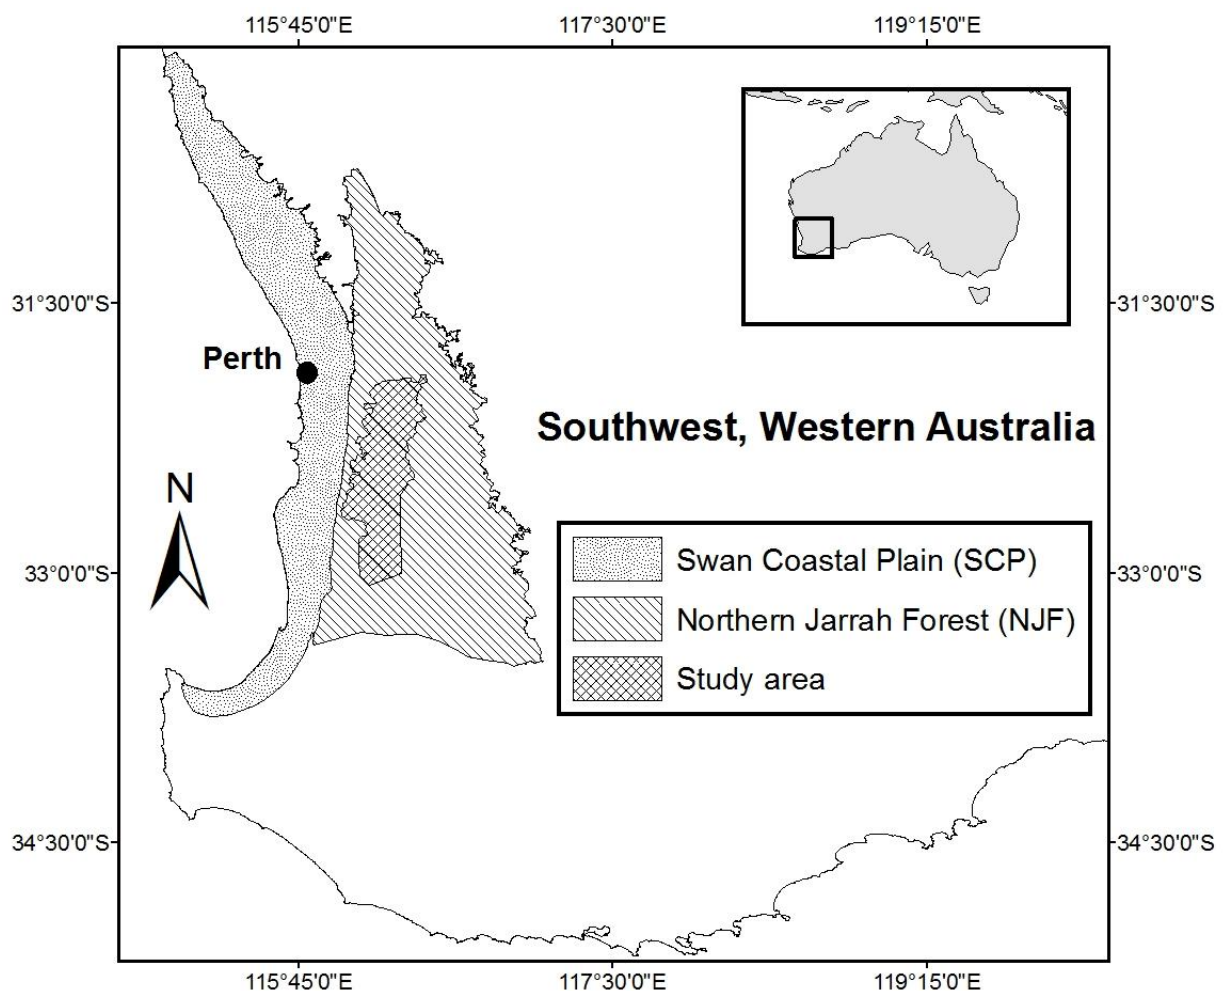 115°45'0"E 117°30'0"E 119°15'0"E
31°30'0"S 31°30'0"S
Perth
Southwest, Western Australia
N
Swan Coastal Plain (SCP)
33°0'0"S 33°0'0"S
Northern Jarrah Forest (NJF)
Study area
34°30'0"S 34°30'0"S
115°45'0"E 117°30'0"E 119°15'0"E